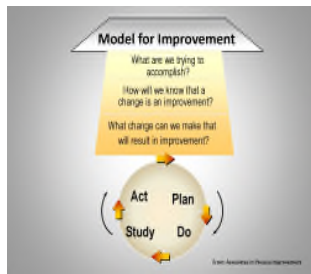 Model for Improvement
What are we trying to
accomplish?
How will we know that a
change is an improvement?
What change can we make that
will result in improvement?
Act Plan
Study Do